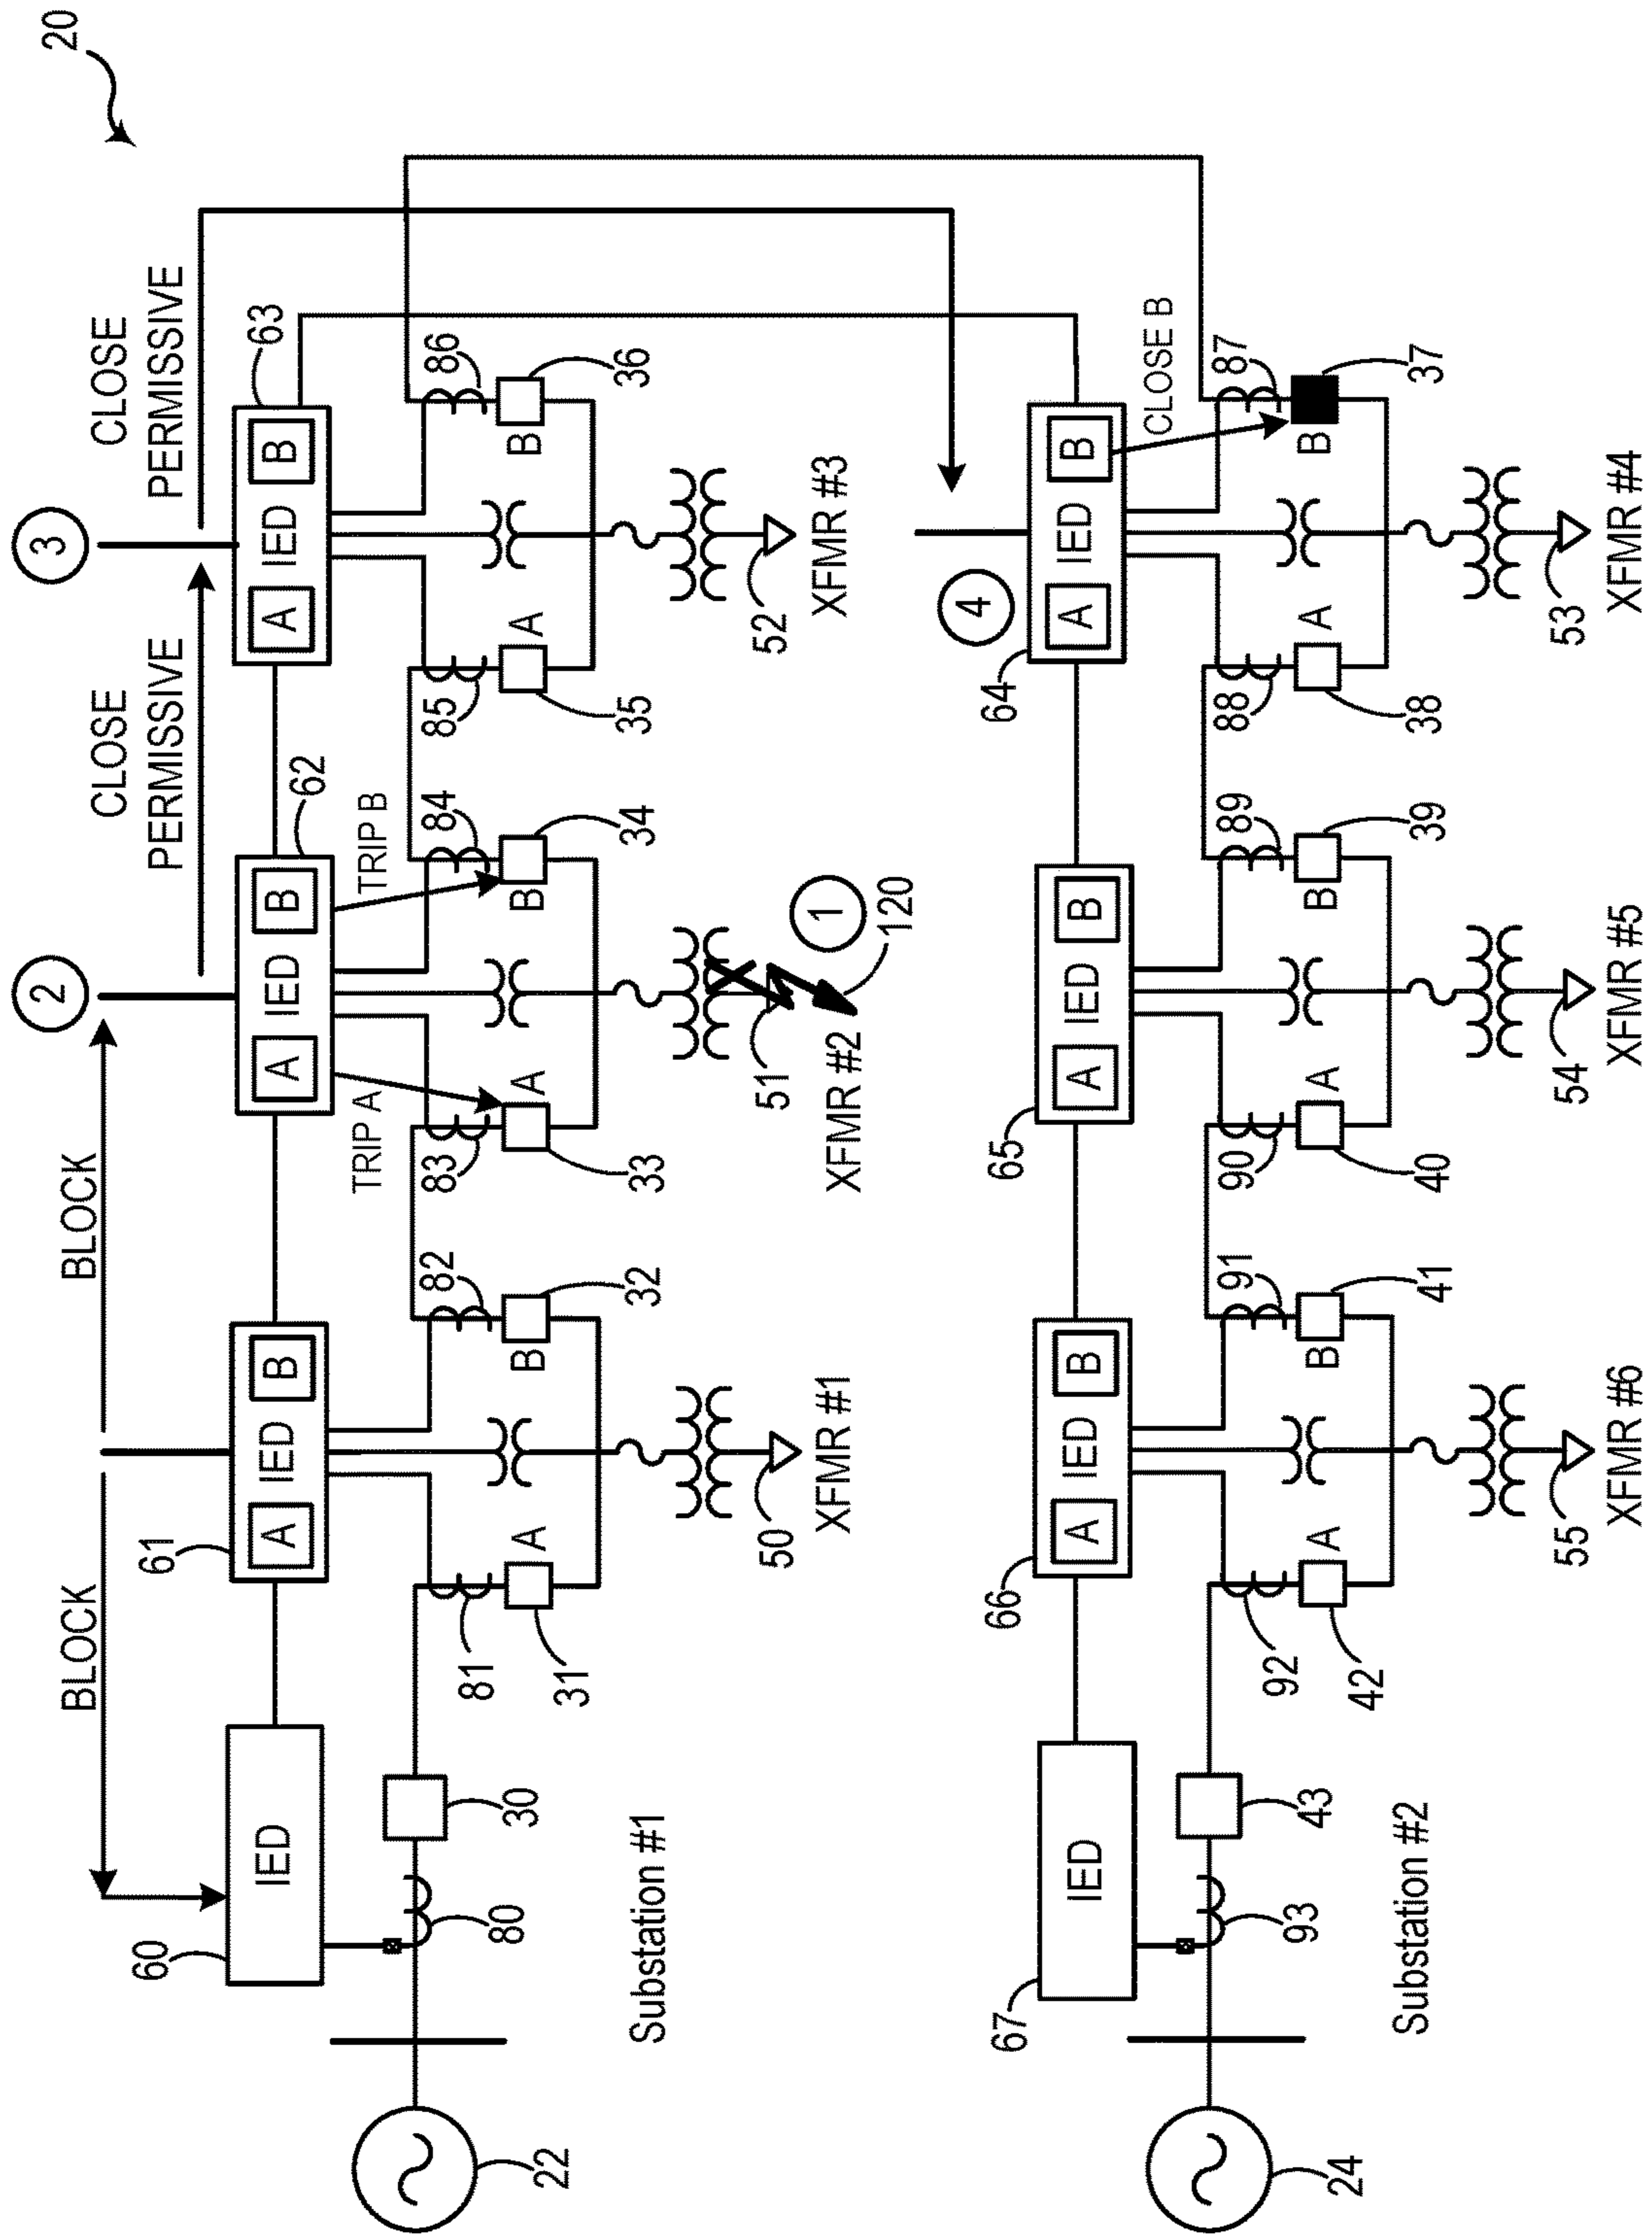 20
BLOCK
BLOCK
2
CLOSE
PERMISSIVE
3
CLOSE
PERMISSIVE
60
IED
61
A
IED
B
A
IED
B
62
A
IED
B
63
TRIP A
TRIP B
22
80
30
81
31
A
82
32
B
83
33
A
84
34
B
85
35
A
86
36
B
Substation #1
50
XFMR #1
51
XFMR #2
1
120
52
XFMR #3
4
67
IED
66
A
IED
B
65
A
IED
B
64
A
IED
B
CLOSE B
24
93
43
92
42
A
91
41
B
90
40
A
89
39
B
88
38
A
87
37
B
Substation #2
55
XFMR #6
54
XFMR #5
53
XFMR #4